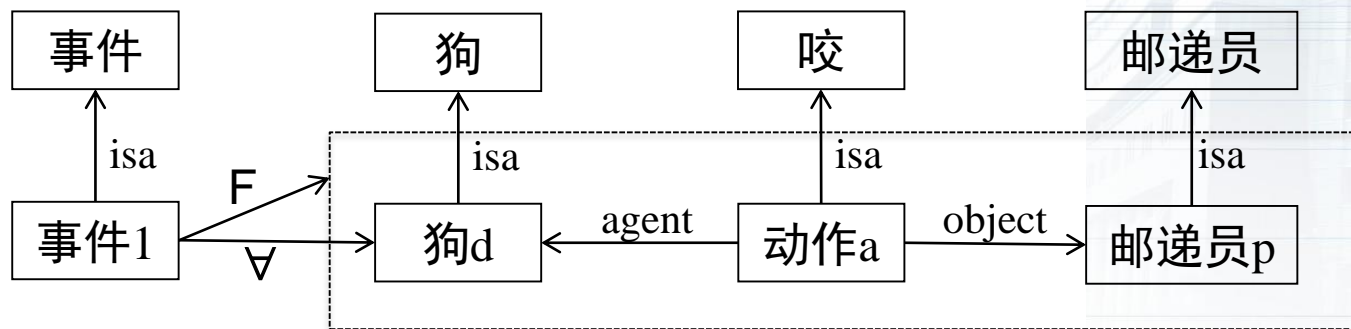 事件 狗 咬 邮递员
isa isa isa isa
F
事件1 狗d agent 动作a object 邮递员p
∀